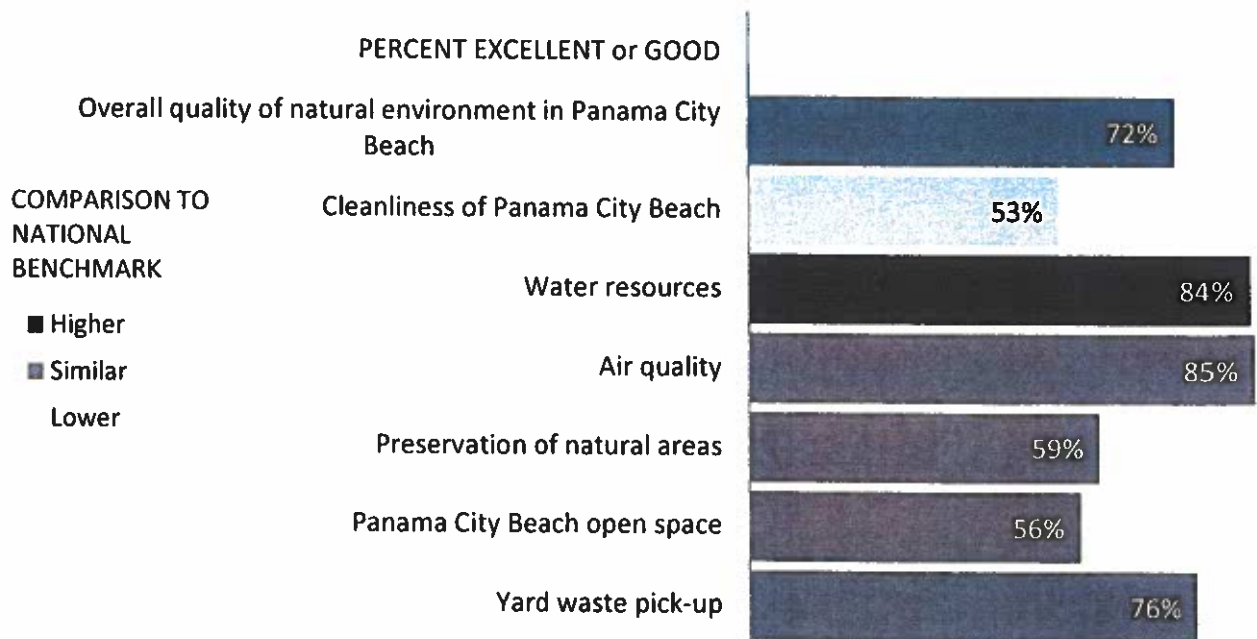 PERCENT EXCELLENT or GOOD
Overall quality of natural environment in Panama City
Beach
72%
Cleanliness of Panama City Beach
53%
COMPARISON TO
NATIONAL
BENCHMARK
Higher
Similar
Lower
Water resources
84%
Air quality
85%
Preservation of natural areas
59%
Panama City Beach open space
56%
Yard waste pick-up
76%